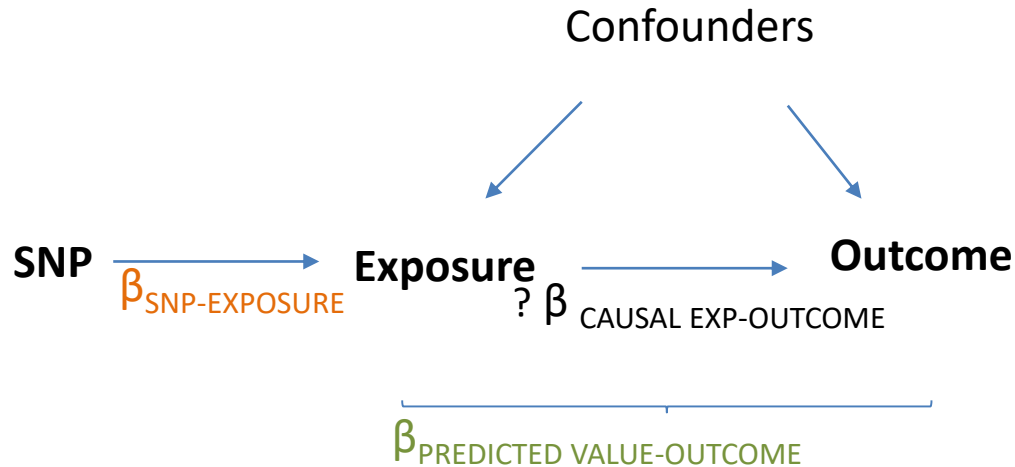 Confounders
SNP
Exposure
Outcome
βSNP-EXPOSURE
? β CAUSAL EXP-OUTCOME
βPREDICTED VALUE-OUTCOME